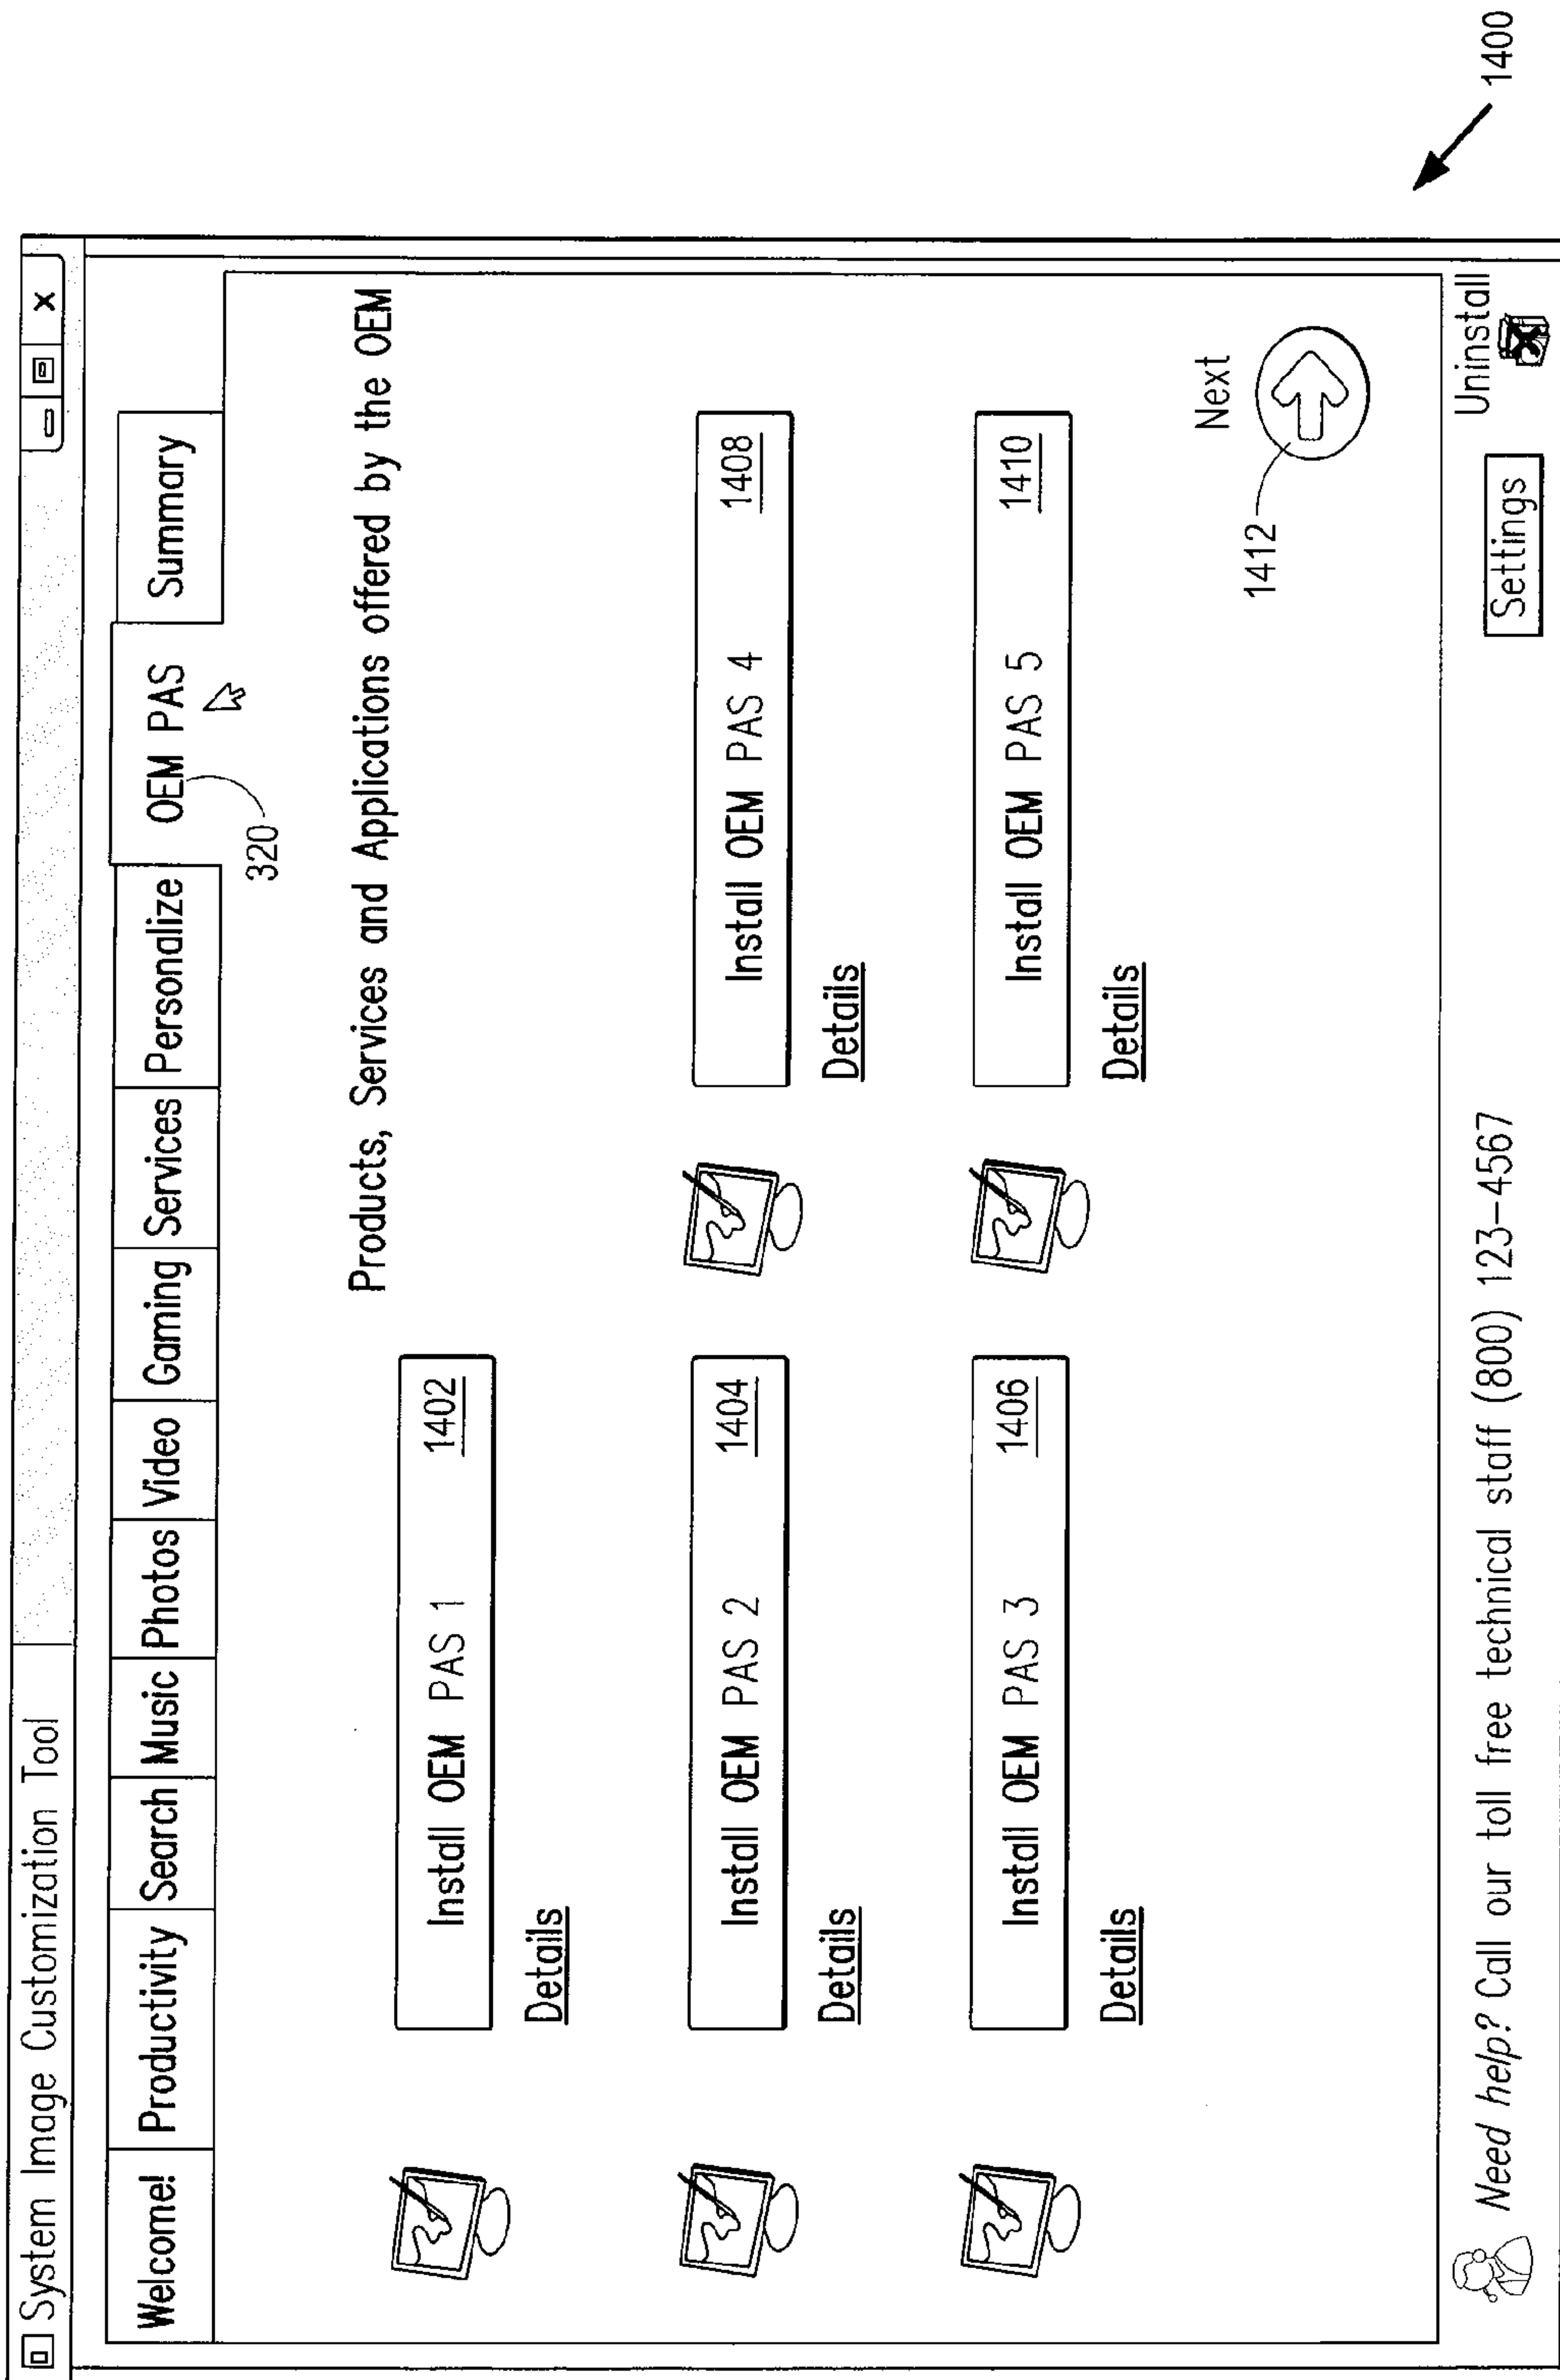 System Image Customization Tool
Welcome! Productivity Search Music Photos Video Gaming Services Personalize OEM PAS Summary
320
Products, Services and Applications offered by the OEM
Install OEM PAS 1 1402
Details
Install OEM PAS 2 1404
Details
Install OEM PAS 4 1408
Details
Install OEM PAS 3 1406
Details
Install OEM PAS 5 1410
Details
Next
1412
Need help? Call our toll free technical staff (800) 123-4567
Settings
Uninstall
1400